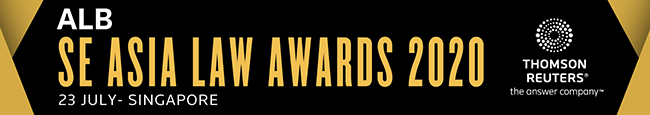 ALB
SE ASIA LAW AWARDS 2020
23 JULY- SINGAPORE
THOMSON
REUTERS®
the answer company™